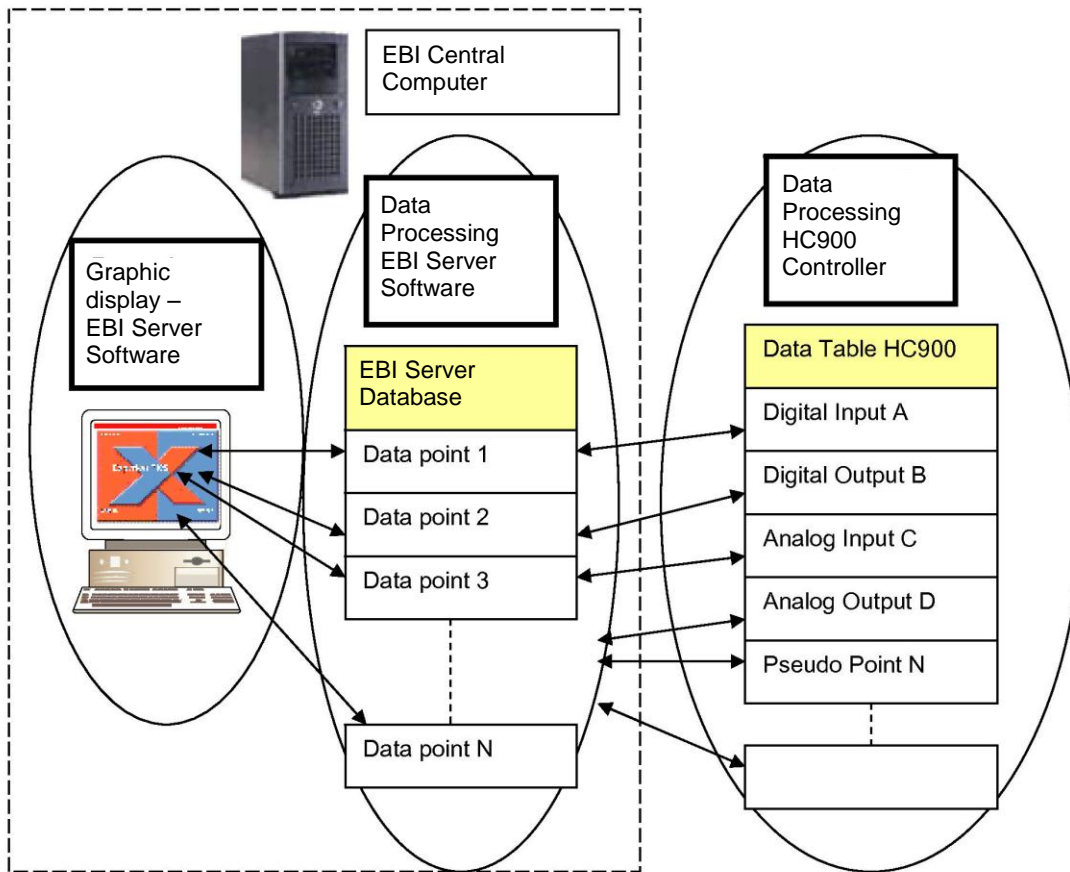 EBI Central
Computer
Graphic
display –
EBI Server
Software
Data
Processing
EBI Server
Software
EBI Server
Database
Data point 1
Data point 2
Data point 3
Data point N
Data
Processing
HC900
Controller
Data Table HC900
Digital Input A
Digital Output B
Analog Input C
Analog Output D
Pseudo Point N